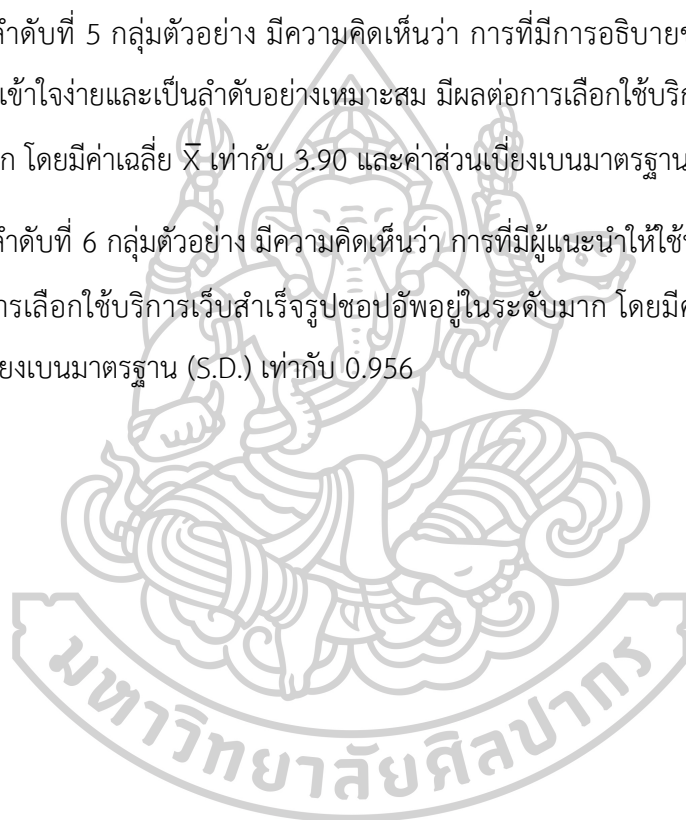 ลำดับที่ 5 กลุ่มตัวอย่าง มีความคิดเห็นว่า การที่มีการอธิบาย
เข้าใจง่ายและเป็นลำดับอย่างเหมาะสม มีผลต่อการเลือกใช้
ก โดยมีค่าเฉลี่ย X̅ เท่ากับ 3.90 และค่าส่วนเบี่ยงเบนมาตรฐาน
ลำดับที่ 6 กลุ่มตัวอย่าง มีความคิดเห็นว่า การที่มีผู้แนะนำให้ใช้
การเลือกใช้บริการเว็บสำเร็จรูปชอปอัพอยู่ในระดับมาก โดยมี
ยงเบนมาตรฐาน (S.D.) เท่ากับ 0.956
มหาวิทยาลัยศิลปากร